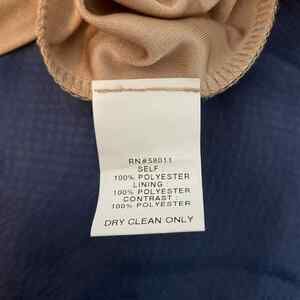 RN#58011
SELF
100% POLYESTER
LINING
100% POLYESTER
CONTRAST :
100% POLYESTER
DRY CLEAN ONLY